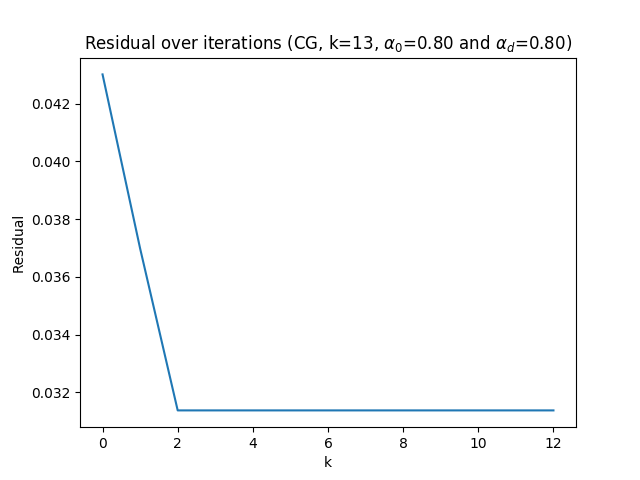 Residual over iterations (CG, k=13, α₀=0.80 and α_d=0.80)
0.042
0.040
0.038
0.036
0.034
0.032
Residual
0 2 4 6 8 10 12
k